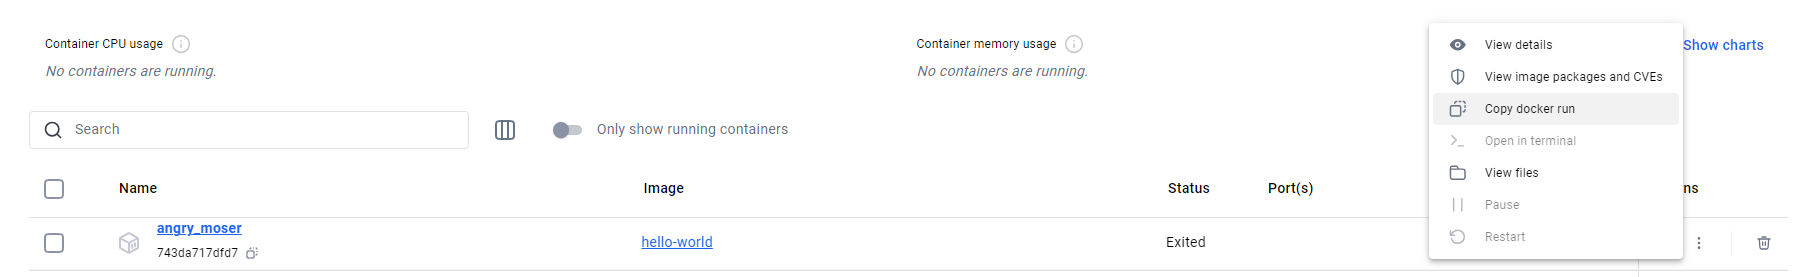 Container CPU usage
No containers are running.
Container memory usage
No containers are running.
Show charts
Search
Only show running containers
Name Image Status Port(s) ns
angry_moser
743da717dfd7
hello-world
Exited
View details
View image packages and CVEs
Copy docker run
Open in terminal
View files
Pause
Restart